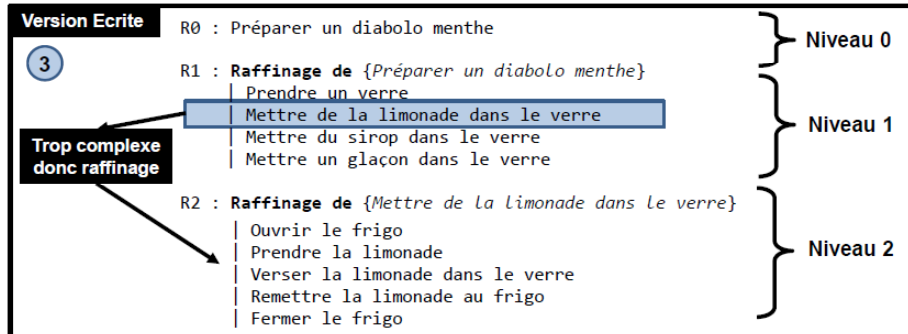 Version Ecrite
3
R0 : Préparer un diabolo menthe
Niveau 0
R1 : Raffinage de {Préparer un diabolo menthe}
| Prendre un verre
| Mettre de la limonade dans le verre
| Mettre du sirop dans le verre
| Mettre un glaçon dans le verre
Niveau 1
Trop complexe
donc raffinage
R2 : Raffinage de {Mettre de la limonade dans le verre}
| Ouvrir le frigo
| Prendre la limonade
| Verser la limonade dans le verre
| Remettre la limonade au frigo
| Fermer le frigo
Niveau 2